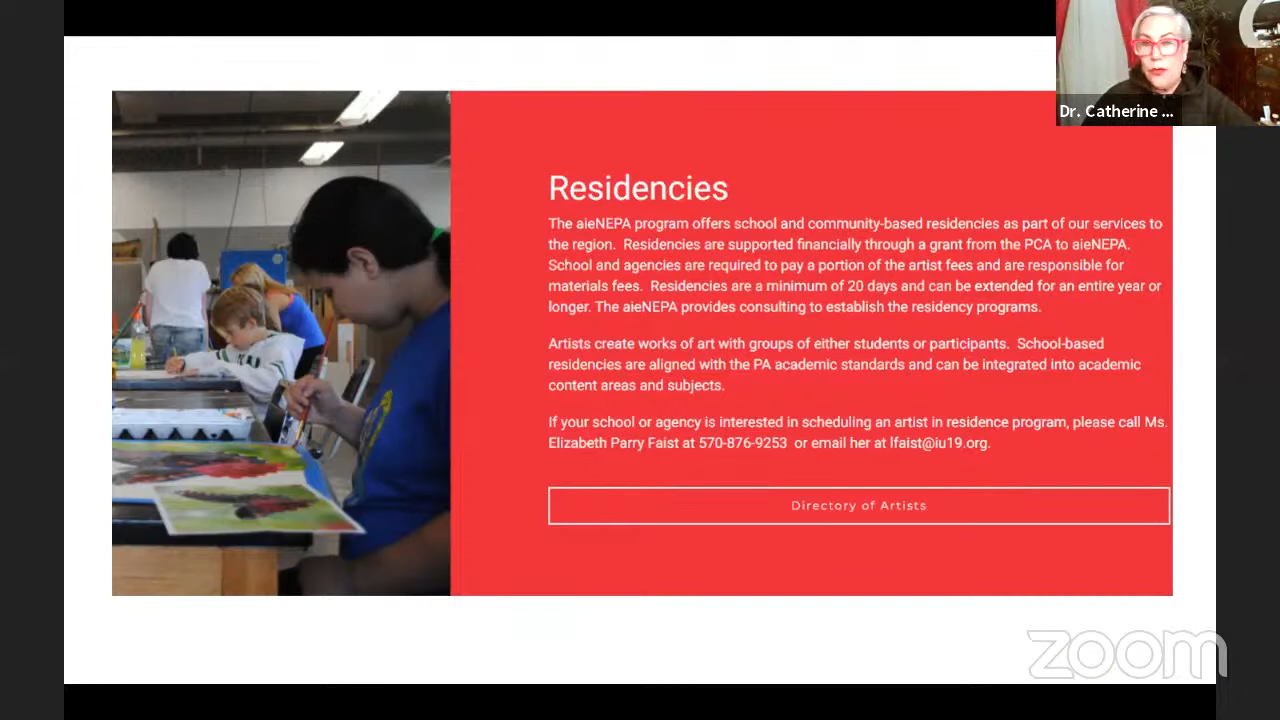 Dr. Catherine ...
Residencies
The aieNEPA program offers school and community-based residencies as part of our services to
the region.  Residencies are supported financially through a grant from the PCA to aieNEPA.
School and agencies are required to pay a portion of the artist fees and are responsible for
materials fees.  Residencies are a minimum of 20 days and can be extended for an entire year or
longer. The aieNEPA provides consulting to establish the residency programs.
Artists create works of art with groups of either students or participants.  School-based
residencies are aligned with the PA academic standards and can be integrated into academic
content areas and subjects.
If your school or agency is interested in scheduling an artist in residence program, please call Ms.
Elizabeth Parry Faist at 570-876-9253  or email her at lfaist@iu19.org.
Directory of Artists
zoom